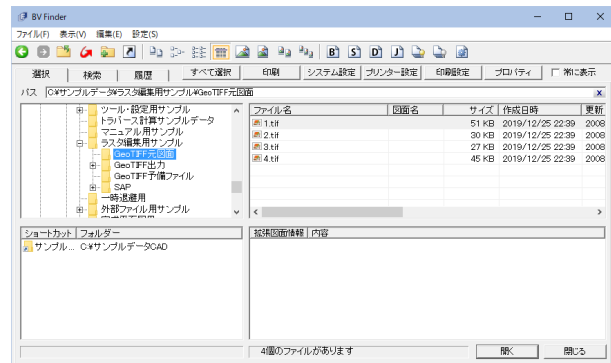 BV Finder
ファイル(F) 表示(V) 編集(E) 設定(S)
B S D J
選択 検索 履歴 すべて選択 印刷 システム設定 プリンター設定 印刷設定 プロパティ 常に表示
パス C:¥サンプルデータ¥ラスタ編集用サンプル¥GeoTIFF元図面 x
ツール・設定用サンプル
トラバース計算サンプルデータ
マニュアル用サンプル
ラスタ編集用サンプル
GeoTIFF元図面
GeoTIFF出力
GeoTIFF予備ファイル
SAP
一時退避用
外部ファイル用サンプル
ファイル名 図面名 サイズ 作成日時 更新
1.tif 51 KB 2019/12/25 22:39 2008
2.tif 30 KB 2019/12/25 22:39 2008
3.tif 27 KB 2019/12/25 22:39 2008
4.tif 45 KB 2019/12/25 22:39 2008
ショートカット フォルダー
サンプル... C:¥サンプルデータCAD
拡張図面情報 内容
4個のファイルがあります 開く 閉じる